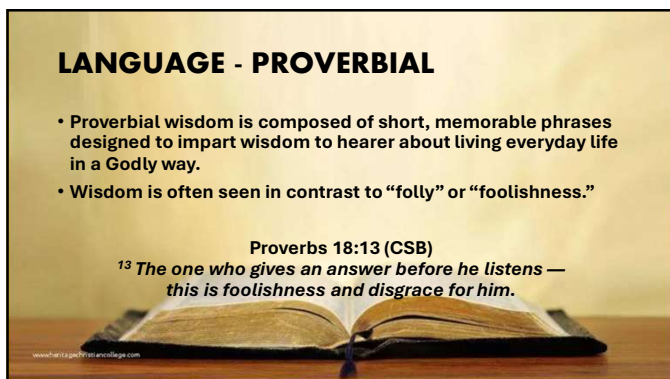 LANGUAGE - PROVERBIAL
• Proverbial wisdom is composed of short, memorable phrases
designed to impart wisdom to hearer about living everyday life
in a Godly way.
• Wisdom is often seen in contrast to “folly” or “foolishness.”
Proverbs 18:13 (CSB)
13 The one who gives an answer before he listens —
this is foolishness and disgrace for him.
www.heritagechristiancollege.com